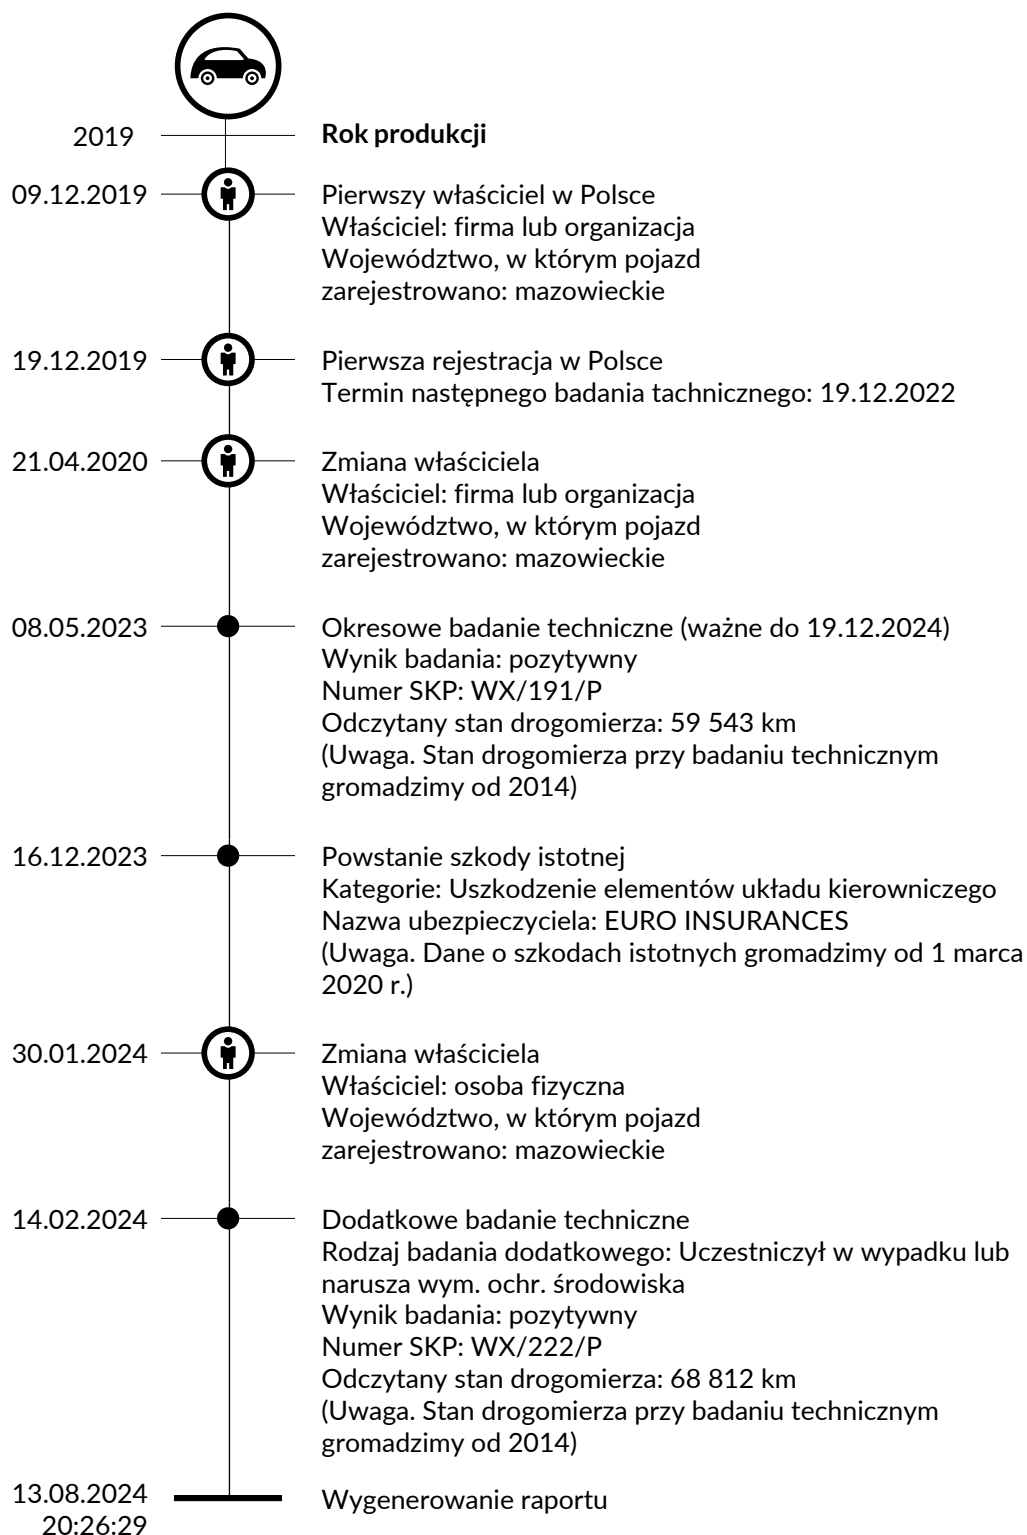 2019
Rok produkcji
09.12.2019
Pierwszy właściciel w Polsce
Właściciel: firma lub organizacja
Województwo, w którym pojazd
zarejestrowano: mazowieckie
19.12.2019
Pierwsza rejestracja w Polsce
Termin następnego badania tachnicznego: 19.12.2022
21.04.2020
Zmiana właściciela
Właściciel: firma lub organizacja
Województwo, w którym pojazd
zarejestrowano: mazowieckie
08.05.2023
Okresowe badanie techniczne (ważne do 19.12.2024)
Wynik badania: pozytywny
Numer SKP: WX/191/P
Odczytany stan drogomierza: 59 543 km
(Uwaga. Stan drogomierza przy badaniu technicznym
gromadzimy od 2014)
16.12.2023
Powstanie szkody istotnej
Kategorie: Uszkodzenie elementów układu kierowniczego
Nazwa ubezpieczyciela: EURO INSURANCES
(Uwaga. Dane o szkodach istotnych gromadzimy od 1 marca
2020 r.)
30.01.2024
Zmiana właściciela
Właściciel: osoba fizyczna
Województwo, w którym pojazd
zarejestrowano: mazowieckie
14.02.2024
Dodatkowe badanie techniczne
Rodzaj badania dodatkowego: Uczestniczył w wypadku lub
narusza wym. ochr. środowiska
Wynik badania: pozytywny
Numer SKP: WX/222/P
Odczytany stan drogomierza: 68 812 km
(Uwaga. Stan drogomierza przy badaniu technicznym
gromadzimy od 2014)
13.08.2024
20:26:29
Wygenerowanie raportu